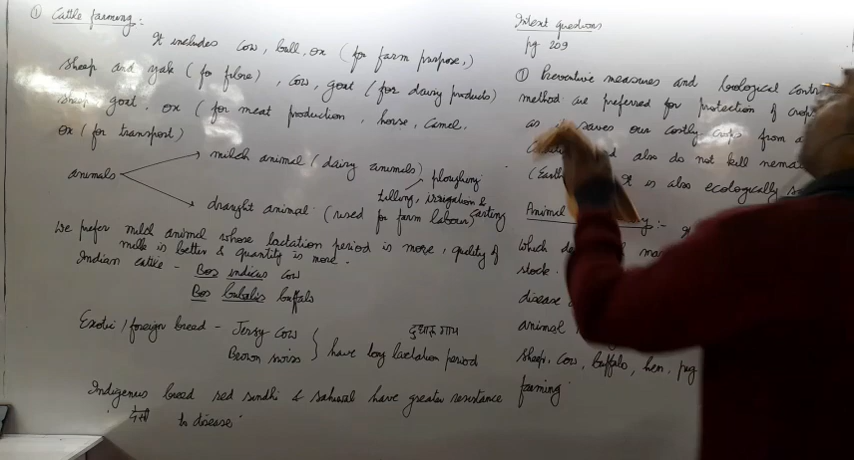 ① Cattle farming :
It includes cow, bull, ox (for farm purpose,)
sheep and yak (for fibre), cow, goat (for dairy products)
sheep goat, ox (for meat production, horse, camel,
ox (for transport)
animals
milch animal (dairy animals)
draught animal (used for farm labour)
ploughing
tilling, irrigation &
carting
We prefer milch animal whose lactation period is more, quality of
milk is better & quantity is more.
Indian cattle - Bos indicus cow
Bos bubalis buffalo
Exotic / foreign breed - Jersy cow
Brown swiss
} have long lactation period
दुधारू गाय
Indigenus breed red sindhi & sahiwal have greater resistance
देशी
to disease
Intext questions
pg 209
① Preventive measures and biological contr
method are preferred for protection of crops
as saves our costly crops from
also do not kill
It is also ecologically
Animal :-
which
stock.
disease
animal
sheep, cow, buffalo, hen, pig
farming